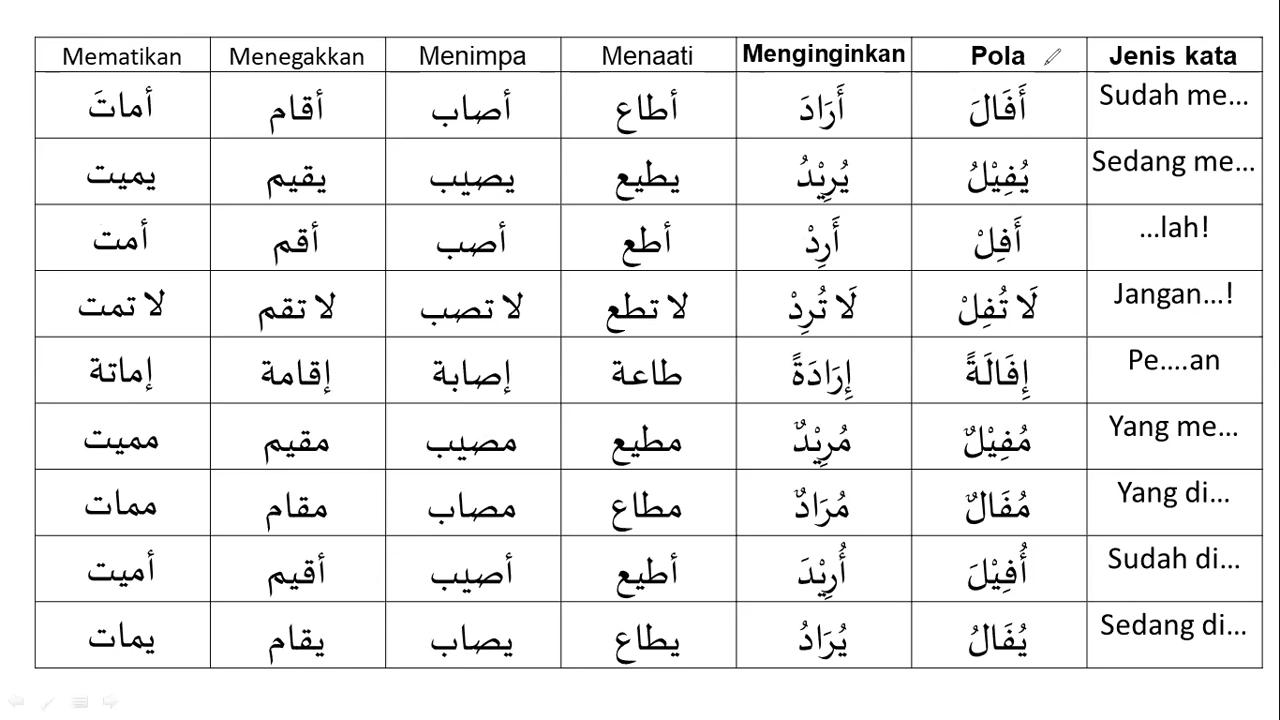 Mematikan Menegakkan Menimpa Menaati Menginginkan Pola Jenis kata
أماتَ أقام أصاب أطاع أَرَادَ أَفَالَ Sudah me...
يميت يقيم يصيب يطيع يُرِيْدُ يُفِيْلُ Sedang me...
أمت أقم أصب أطع أَرِدْ أَفِلْ ...lah!
لا تمت لا تقم لا تصب لا تطع لَا تُرِدْ لَا تُفِلْ Jangan...!
إماتة إقامة إصابة طاعة إِرَادَةً إِفَالَةً Pe....an
مميت مقيم مصيب مطيع مُرِيْدٌ مُفِيْلٌ Yang me...
ممات مقام مصاب مطاع مُرَادٌ مُفَالٌ Yang di...
أميت أقيم أصيب أطيع أُرِيْدَ أُفِيْلَ Sudah di...
يمات يقام يصاب يطاع يُرَادُ يُفَالُ Sedang di...